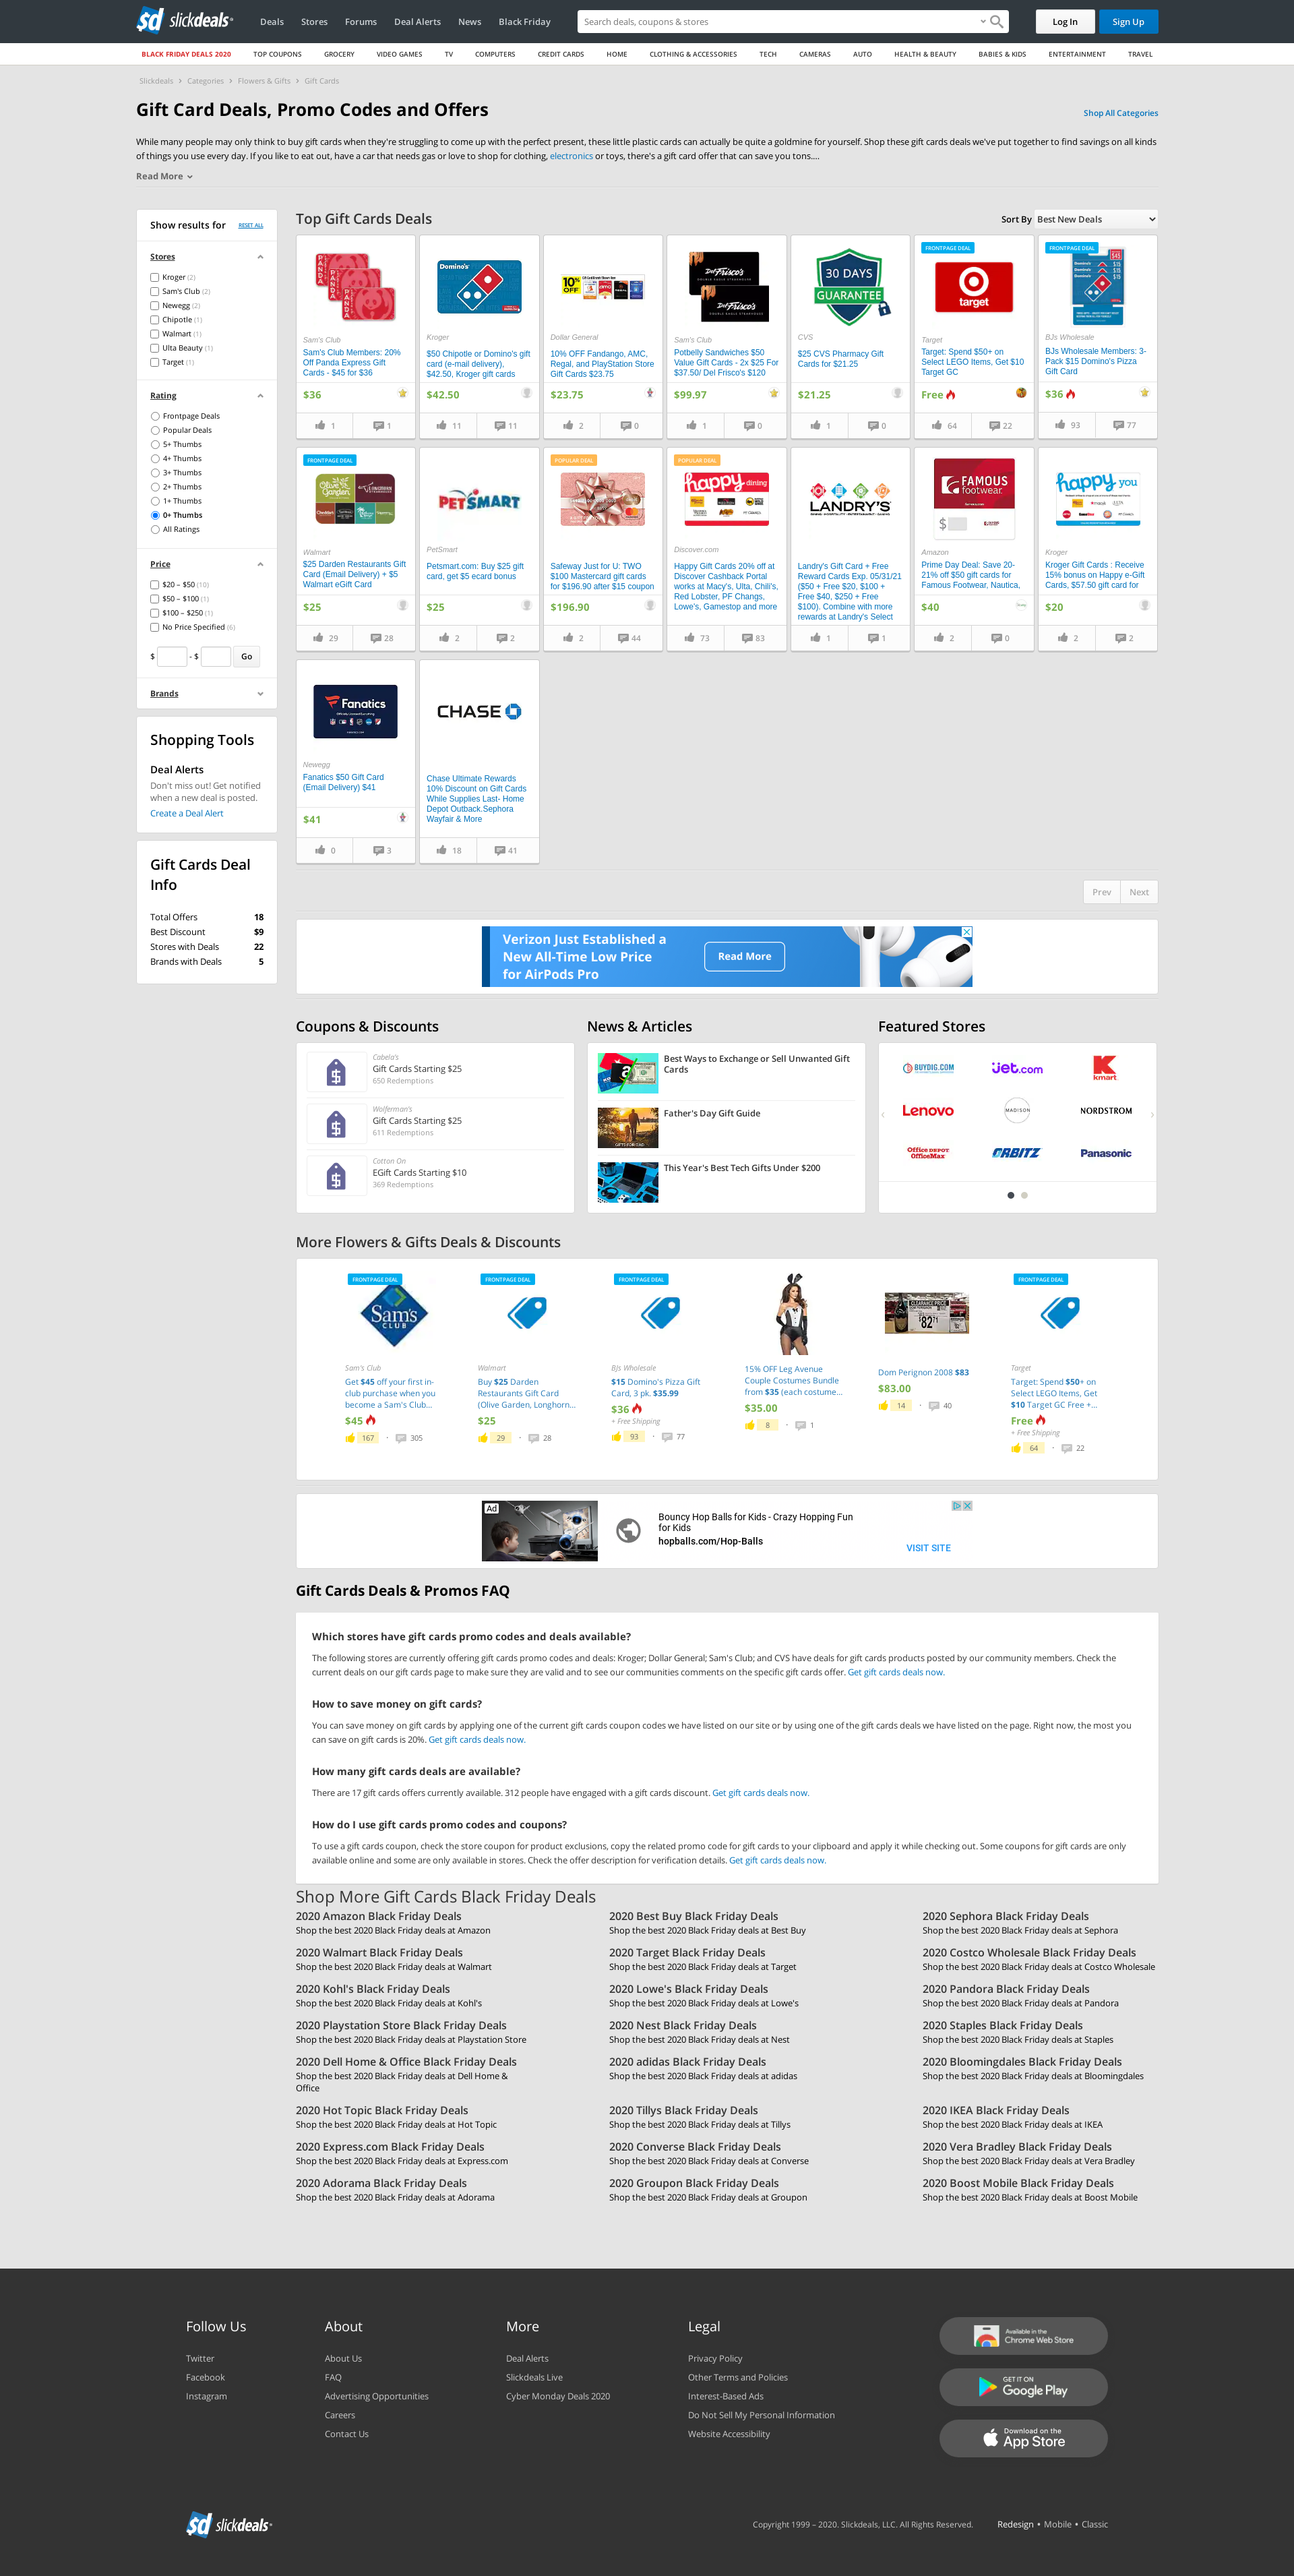 sd slickdeals
Deals Stores Forums Deal Alerts News Black Friday
Search deals, coupons & stores
Log In Sign Up
BLACK FRIDAY DEALS 2020 TOP COUPONS GROCERY VIDEO GAMES TV COMPUTERS CREDIT CARDS HOME CLOTHING & ACCESSORIES TECH CAMERAS AUTO HEALTH & BEAUTY BABIES & KIDS ENTERTAINMENT TRAVEL
Slickdeals > Categories > Flowers & Gifts > Gift Cards
Gift Card Deals, Promo Codes and Offers
Shop All Categories
While many people may only think to buy gift cards when they're struggling to come up with the perfect present, these little plastic cards can actually be quite a goldmine for yourself. Shop these gift cards deals we've put together to find savings on all kinds
of things you use every day. If you like to eat out, have a car that needs gas or love to shop for clothing, electronics or toys, there's a gift card offer that can save you tons....
Read More
Show results for RESET ALL
Stores
Kroger (2)
Sam's Club (2)
Newegg (2)
Chipotle (1)
Walmart (1)
Ulta Beauty (1)
Target (1)
Rating
Frontpage Deals
Popular Deals
5+ Thumbs
4+ Thumbs
3+ Thumbs
2+ Thumbs
1+ Thumbs
0+ Thumbs
All Ratings
Price
$20 – $50 (10)
$50 – $100 (1)
$100 – $250 (1)
No Price Specified (6)
$ - $ Go
Brands
Shopping Tools
Deal Alerts
Don't miss out! Get notified
when a new deal is posted.
Create a Deal Alert
Gift Cards Deal
Info
Total Offers 18
Best Discount $9
Stores with Deals 22
Brands with Deals 5
Top Gift Cards Deals
Sort By Best New Deals
PANDA
Sam's Club
Sam's Club Members: 20%
Off Panda Express Gift
Cards - $45 for $36
$36
1 1
Domino's
Kroger
$50 Chipotle or Domino's gift
card (e-mail delivery),
$42.50, Kroger gift cards
$42.50
11 11
10% OFF
Dollar General
10% OFF Fandango, AMC,
Regal, and PlayStation Store
Gift Cards $23.75
$23.75
2 0
Del Frisco's
Del Frisco's
Sam's Club
Potbelly Sandwiches $50
Value Gift Cards - 2x $25 For
$37.50/ Del Frisco's $120
$99.97
1 0
30 DAYS
GUARANTEE
CVS
$25 CVS Pharmacy Gift
Cards for $21.25
$21.25
1 0
FRONTPAGE DEAL
target
Target
Target: Spend $50+ on
Select LEGO Items, Get $10
Target GC
Free
64 22
FRONTPAGE DEAL
$45
$15
$15
$15
BJs Wholesale
BJs Wholesale Members: 3-
Pack $15 Domino's Pizza
Gift Card
$36
93 77
FRONTPAGE DEAL
Olive Garden
LONGHORN
Walmart
$25 Darden Restaurants Gift
Card (Email Delivery) + $5
Walmart eGift Card
$25
29 28
PETSMART
PetSmart
Petsmart.com: Buy $25 gift
card, get $5 ecard bonus
$25
2 2
POPULAR DEAL
Safeway Just for U: TWO
$100 Mastercard gift cards
for $196.90 after $15 coupon
$196.90
2 44
POPULAR DEAL
happy dining
Discover.com
Happy Gift Cards 20% off at
Discover Cashback Portal
works at Macy's, Ulta, Chili's,
Red Lobster, PF Changs,
Lowe's, Gamestop and more
73 83
LANDRY'S
Landry's Gift Card + Free
Reward Cards Exp. 05/31/21
($50 + Free $20, $100 +
Free $40, $250 + Free
$100). Combine with more
rewards at Landry's Select
1 1
FAMOUS
footwear.
$
Amazon
Prime Day Deal: Save 20-
21% off $50 gift cards for
Famous Footwear, Nautica,
$40
2 0
happy you
Kroger
Kroger Gift Cards : Receive
15% bonus on Happy e-Gift
Cards, $57.50 gift card for
$20
2 2
Fanatics
Newegg
Fanatics $50 Gift Card
(Email Delivery) $41
$41
0 3
CHASE
Chase Ultimate Rewards
10% Discount on Gift Cards
While Supplies Last- Home
Depot Outback.Sephora
Wayfair & More
18 41
Prev Next
Verizon Just Established a
New All-Time Low Price
for AirPods Pro
Read More
Coupons & Discounts
Cabela's
Gift Cards Starting $25
650 Redemptions
Wolferman's
Gift Cards Starting $25
611 Redemptions
Cotton On
EGift Cards Starting $10
369 Redemptions
News & Articles
Best Ways to Exchange or Sell Unwanted Gift
Cards
Father's Day Gift Guide
GIFTS FOR DAD
This Year's Best Tech Gifts Under $200
Featured Stores
BUYDIG.COM jet.com Kmart
Lenovo MADISON NORDSTROM
Office DEPOT OfficeMax ORBITZ Panasonic
More Flowers & Gifts Deals & Discounts
FRONTPAGE DEAL
Sam's CLUB
Sam's Club
Get $45 off your first in-
club purchase when you
become a Sam's Club...
$45
167 · 305
FRONTPAGE DEAL
Walmart
Buy $25 Darden
Restaurants Gift Card
(Olive Garden, Longhorn...
$25
29 · 28
FRONTPAGE DEAL
BJs Wholesale
$15 Domino's Pizza Gift
Card, 3 pk. $35.99
$36
+ Free Shipping
93 · 77
15% OFF Leg Avenue
Couple Costumes Bundle
from $35 (each costume...
$35.00
8 · 1
CLEARANCE PRICE
$82.71
Dom Perignon 2008 $83
$83.00
14 · 40
FRONTPAGE DEAL
Target
Target: Spend $50+ on
Select LEGO Items, Get
$10 Target GC Free +...
Free
+ Free Shipping
64 · 22
Ad
Bouncy Hop Balls for Kids - Crazy Hopping Fun
for Kids
hopballs.com/Hop-Balls
VISIT SITE
Gift Cards Deals & Promos FAQ
Which stores have gift cards promo codes and deals available?
The following stores are currently offering gift cards promo codes and deals: Kroger; Dollar General; Sam's Club; and CVS have deals for gift cards products posted by our community members. Check the
current deals on our gift cards page to make sure they are valid and to see our communities comments on the specific gift cards offer. Get gift cards deals now.
How to save money on gift cards?
You can save money on gift cards by applying one of the current gift cards coupon codes we have listed on our site or by using one of the gift cards deals we have listed on the page. Right now, the most you
can save on gift cards is 20%. Get gift cards deals now.
How many gift cards deals are available?
There are 17 gift cards offers currently available. 312 people have engaged with a gift cards discount. Get gift cards deals now.
How do I use gift cards promo codes and coupons?
To use a gift cards coupon, check the store coupon for product exclusions, copy the related promo code for gift cards to your clipboard and apply it while checking out. Some coupons for gift cards are only
available online and some are only available in stores. Check the offer description for verification details. Get gift cards deals now.
Shop More Gift Cards Black Friday Deals
2020 Amazon Black Friday Deals
Shop the best 2020 Black Friday deals at Amazon
2020 Best Buy Black Friday Deals
Shop the best 2020 Black Friday deals at Best Buy
2020 Sephora Black Friday Deals
Shop the best 2020 Black Friday deals at Sephora
2020 Walmart Black Friday Deals
Shop the best 2020 Black Friday deals at Walmart
2020 Target Black Friday Deals
Shop the best 2020 Black Friday deals at Target
2020 Costco Wholesale Black Friday Deals
Shop the best 2020 Black Friday deals at Costco Wholesale
2020 Kohl's Black Friday Deals
Shop the best 2020 Black Friday deals at Kohl's
2020 Lowe's Black Friday Deals
Shop the best 2020 Black Friday deals at Lowe's
2020 Pandora Black Friday Deals
Shop the best 2020 Black Friday deals at Pandora
2020 Playstation Store Black Friday Deals
Shop the best 2020 Black Friday deals at Playstation Store
2020 Nest Black Friday Deals
Shop the best 2020 Black Friday deals at Nest
2020 Staples Black Friday Deals
Shop the best 2020 Black Friday deals at Staples
2020 Dell Home & Office Black Friday Deals
Shop the best 2020 Black Friday deals at Dell Home &
Office
2020 adidas Black Friday Deals
Shop the best 2020 Black Friday deals at adidas
2020 Bloomingdales Black Friday Deals
Shop the best 2020 Black Friday deals at Bloomingdales
2020 Hot Topic Black Friday Deals
Shop the best 2020 Black Friday deals at Hot Topic
2020 Tillys Black Friday Deals
Shop the best 2020 Black Friday deals at Tillys
2020 IKEA Black Friday Deals
Shop the best 2020 Black Friday deals at IKEA
2020 Express.com Black Friday Deals
Shop the best 2020 Black Friday deals at Express.com
2020 Converse Black Friday Deals
Shop the best 2020 Black Friday deals at Converse
2020 Vera Bradley Black Friday Deals
Shop the best 2020 Black Friday deals at Vera Bradley
2020 Adorama Black Friday Deals
Shop the best 2020 Black Friday deals at Adorama
2020 Groupon Black Friday Deals
Shop the best 2020 Black Friday deals at Groupon
2020 Boost Mobile Black Friday Deals
Shop the best 2020 Black Friday deals at Boost Mobile
Follow Us
Twitter
Facebook
Instagram
About
About Us
FAQ
Advertising Opportunities
Careers
Contact Us
More
Deal Alerts
Slickdeals Live
Cyber Monday Deals 2020
Legal
Privacy Policy
Other Terms and Policies
Interest-Based Ads
Do Not Sell My Personal Information
Website Accessibility
Available in the
Chrome Web Store
GET IT ON
Google Play
Download on the
App Store
sd slickdeals
Copyright 1999 – 2020. Slickdeals, LLC. All Rights Reserved. Redesign • Mobile • Classic